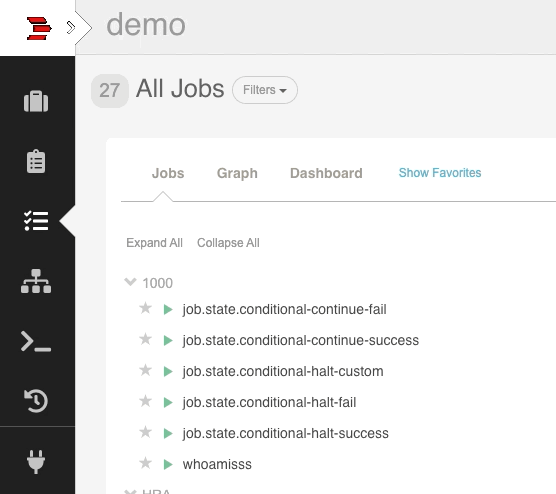 demo
27 All Jobs Filters
Jobs Graph Dashboard Show Favorites
Expand All Collapse All
1000
job.state.conditional-continue-fail
job.state.conditional-continue-success
job.state.conditional-halt-custom
job.state.conditional-halt-fail
job.state.conditional-halt-success
whoamisss